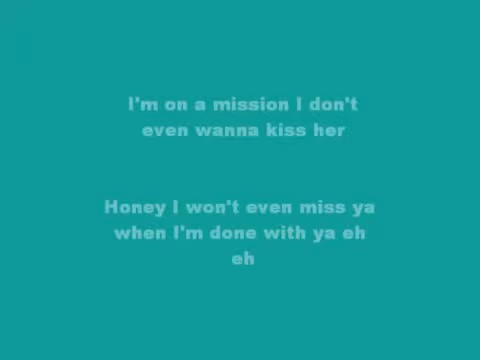 I'm on a mission I don't
even wanna kiss her
Honey I won't even miss ya
when I'm done with ya eh
eh